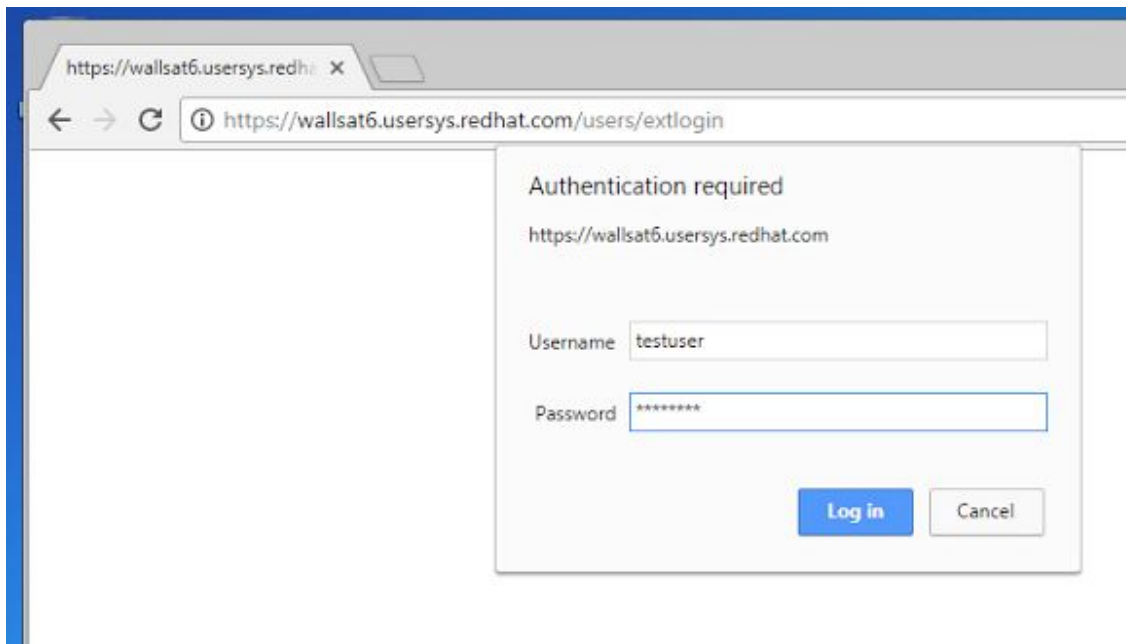 https://wallsat6.usersys.redha
https://wallsat6.usersys.redhat.com/users/extlogin
Authentication required
https://wallsat6.usersys.redhat.com
Username testuser
Password ********
Log in Cancel